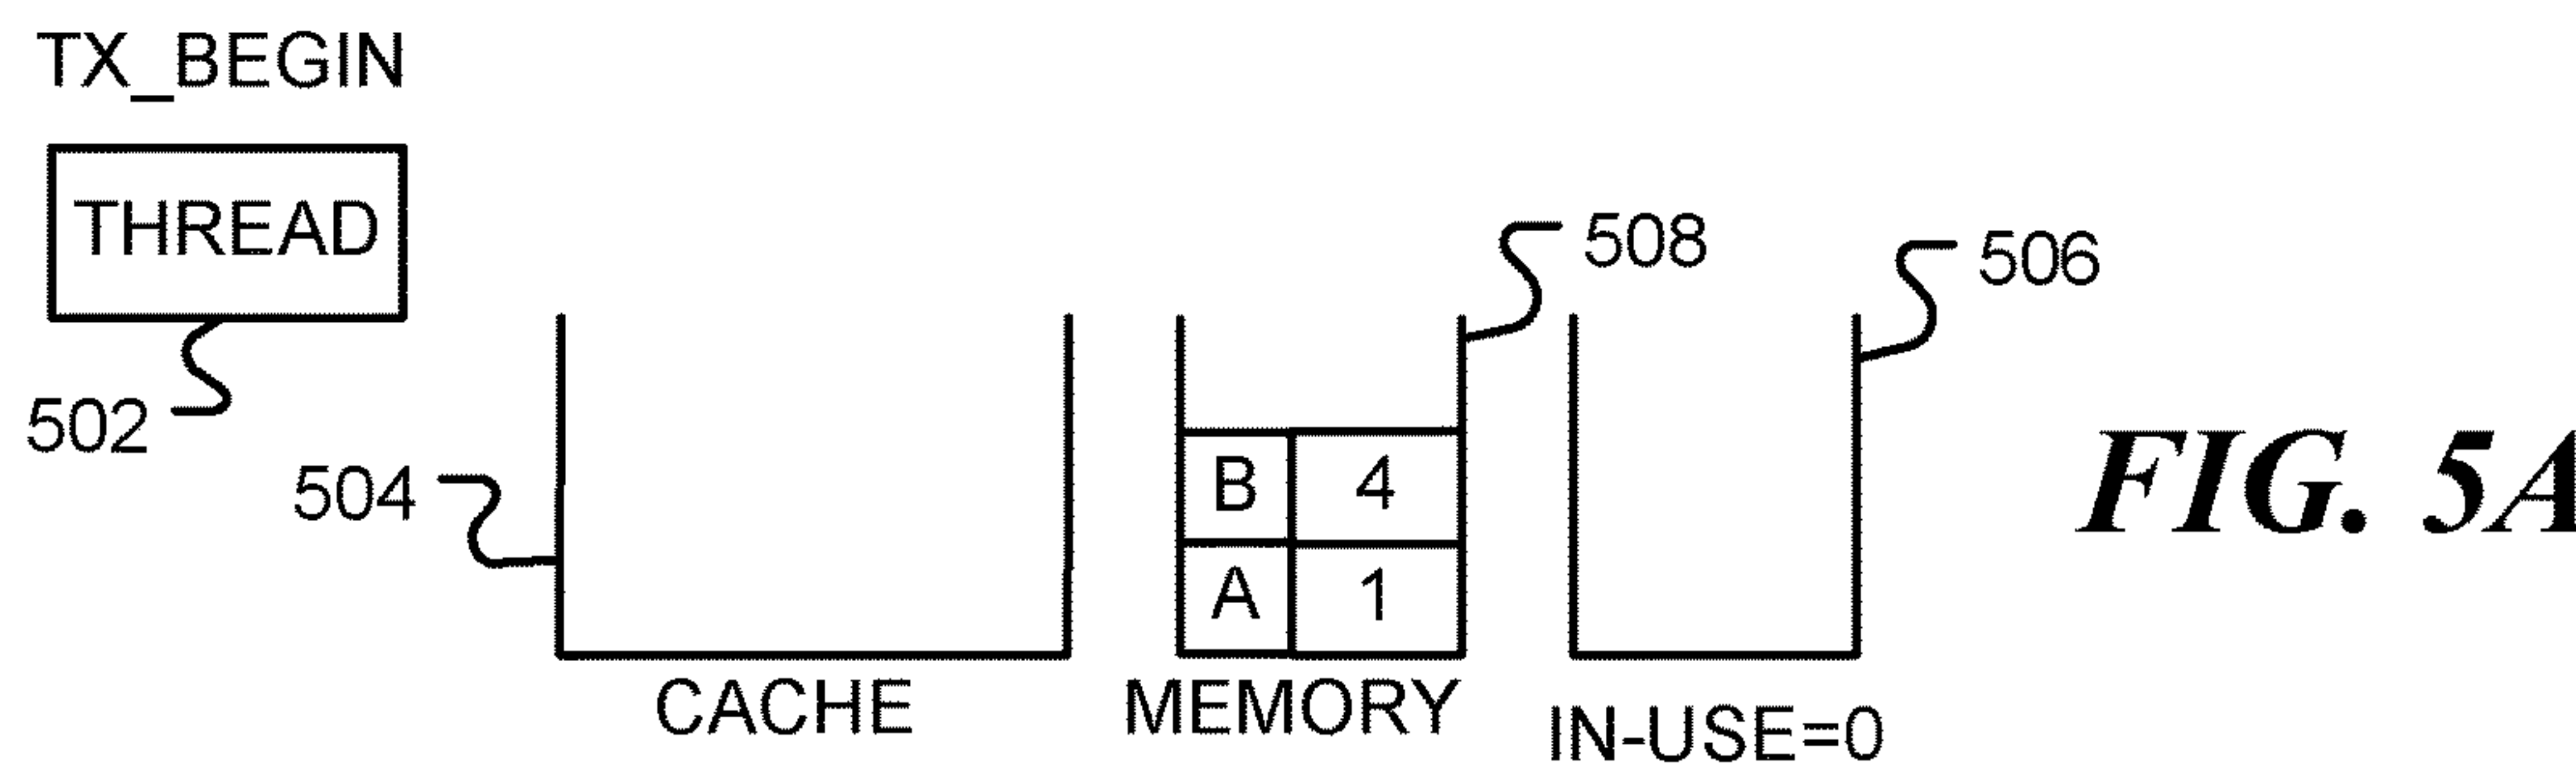 TX_BEGIN
THREAD
502
504
508
506
B 4
A 1
CACHE
MEMORY
IN-USE=0
FIG. 5A